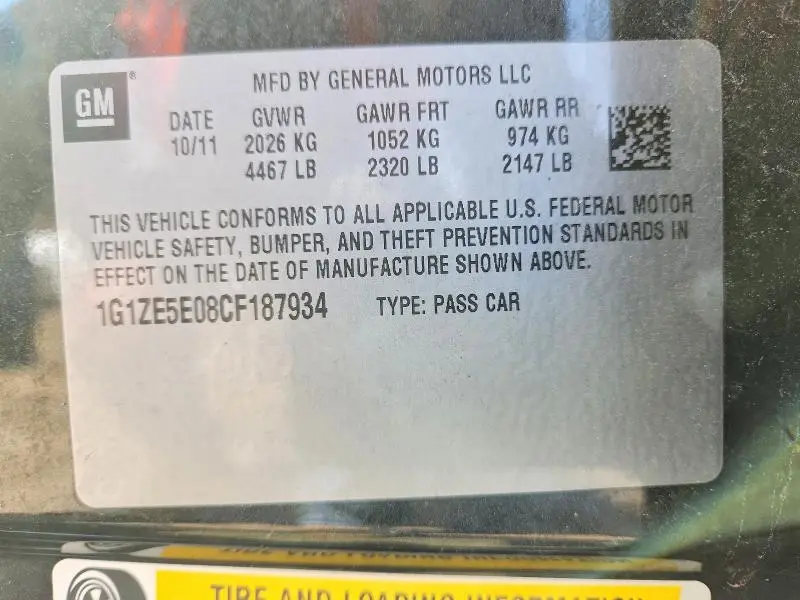 GM
MFD BY GENERAL MOTORS LLC
DATE GVWR GAWR FRT GAWR RR
10/11 2026 KG 1052 KG 974 KG
4467 LB 2320 LB 2147 LB
THIS VEHICLE CONFORMS TO ALL APPLICABLE U.S. FEDERAL MOTOR
VEHICLE SAFETY, BUMPER, AND THEFT PREVENTION STANDARDS IN
EFFECT ON THE DATE OF MANUFACTURE SHOWN ABOVE.
1G1ZE5E08CF187934 TYPE: PASS CAR
TIRE AND LOADING INFORMATION